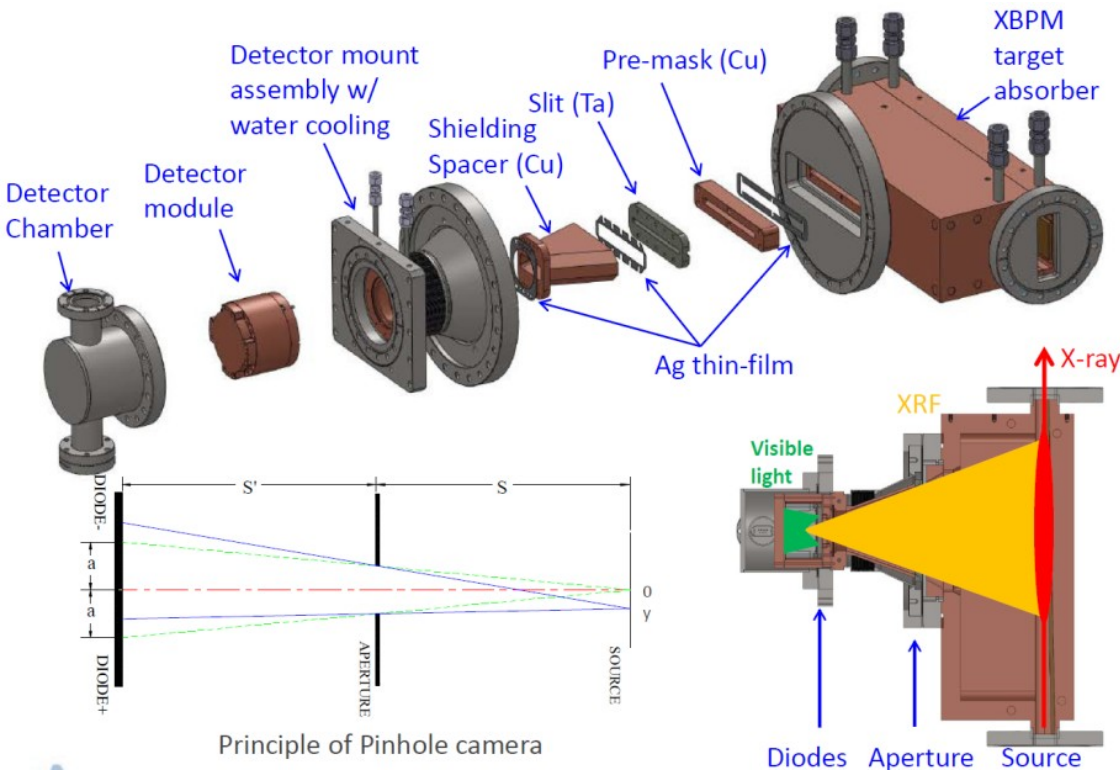 Detector mount
assembly w/
water cooling
Pre-mask (Cu)
XBPM
target
absorber
Slit (Ta)
Shielding
Spacer (Cu)
Detector
module
Detector
Chamber
Ag thin-film
X-ray
XRF
Visible
light
S'
S
DIODE-
a
a
DIODE+
0
y
APERTURE
SOURCE
Principle of Pinhole camera
Diodes
Aperture
Source